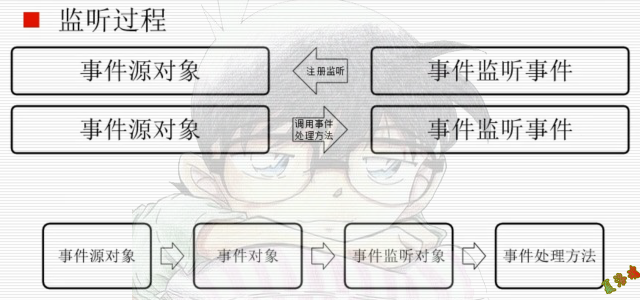 监听过程
事件源对象
注册监听
事件监听事件
事件源对象
调用事件
处理方法
事件监听事件
事件源对象
事件对象
事件监听对象
事件处理方法